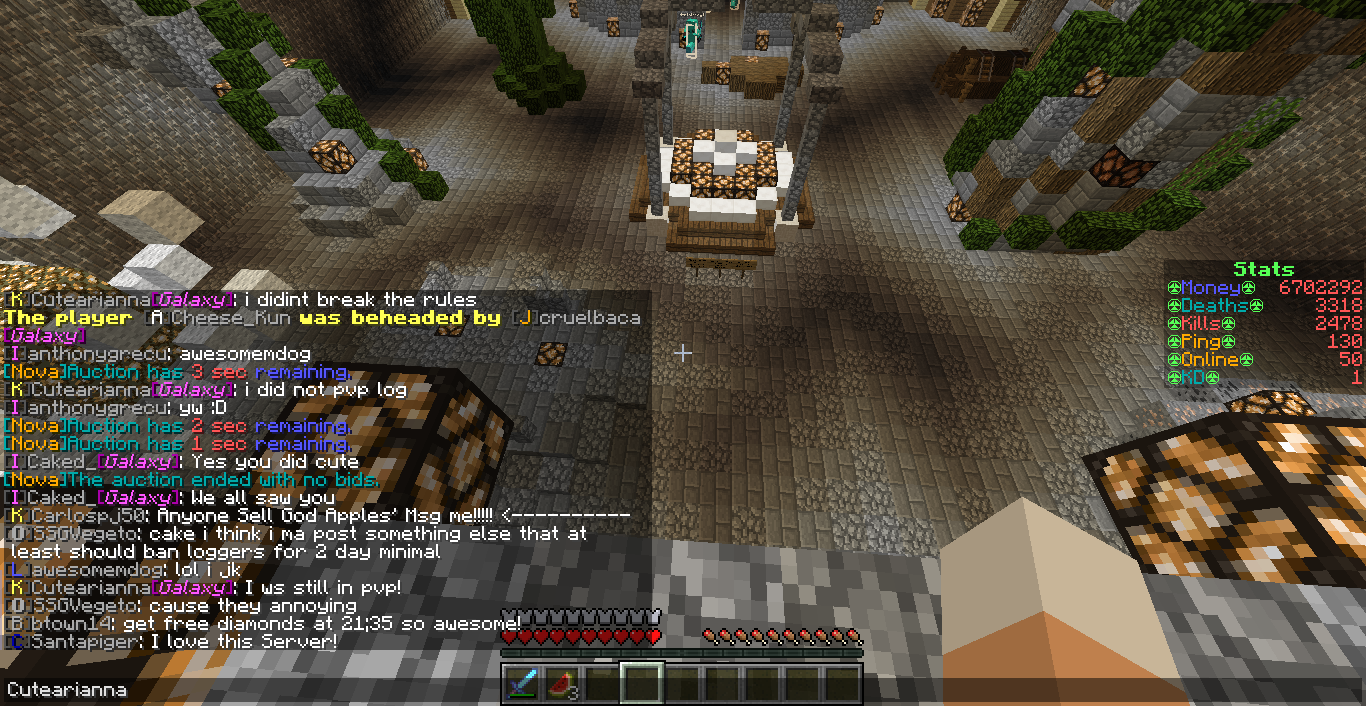 [K]Cutearianna[Galaxy]: i didint break the rules
The player [A]Cheese_Kun was beheaded by [J]cruelbaca
[Galaxy]
[I]anthonygrecu: awesomemdog
[Nova]Auction has 3 sec remaining.
[K]Cutearianna[Galaxy]: i did not pvp log
[I]anthonygrecu: yw :D
[Nova]Auction has 2 sec remaining.
[Nova]Auction has 1 sec remaining.
[I]Caked_[Galaxy]: Yes you did cute
[Nova]The auction ended with no bids.
[I]Caked_[Galaxy]: We all saw you
[K]Carlospj50: Anyone Sell God Apples' Msg me!!!!! <----------
[O]SSGVegeto: cake i think i ma post something else that at
least should ban loggers for 2 day minimal
[L]awesomemdog: lol i jk
[K]Cutearianna[Galaxy]: I ws still in pvp!
[O]SSGVegeto: cause they annoying
[B]btown14: get free diamonds at 21;35 so awesome!
[C]Santapiger: I love this Server!
Cutearianna
3
Stats
Money 6702292
Deaths 3318
Kills 2478
Ping 130
Online 50
KD 1